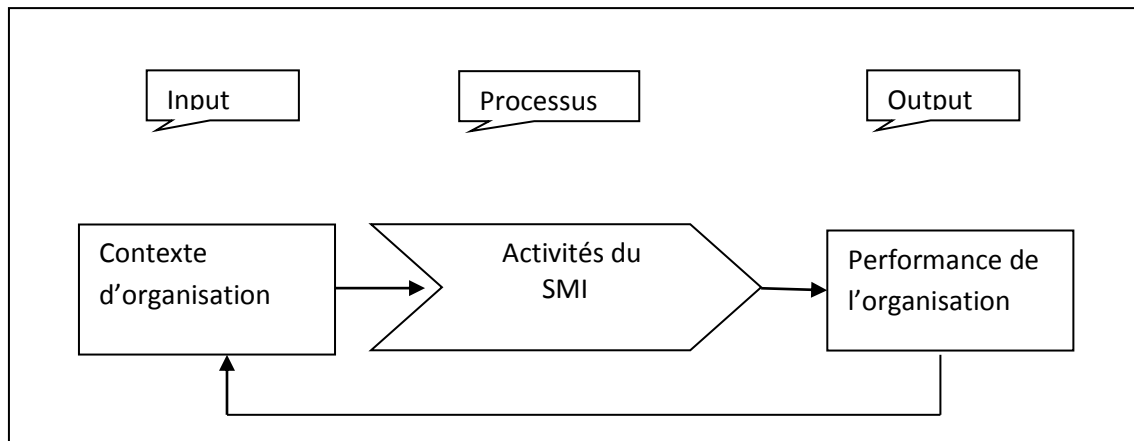 Input
Processus
Output
Contexte
d’organisation
Activités du
SMI
Performance de
l’organisation